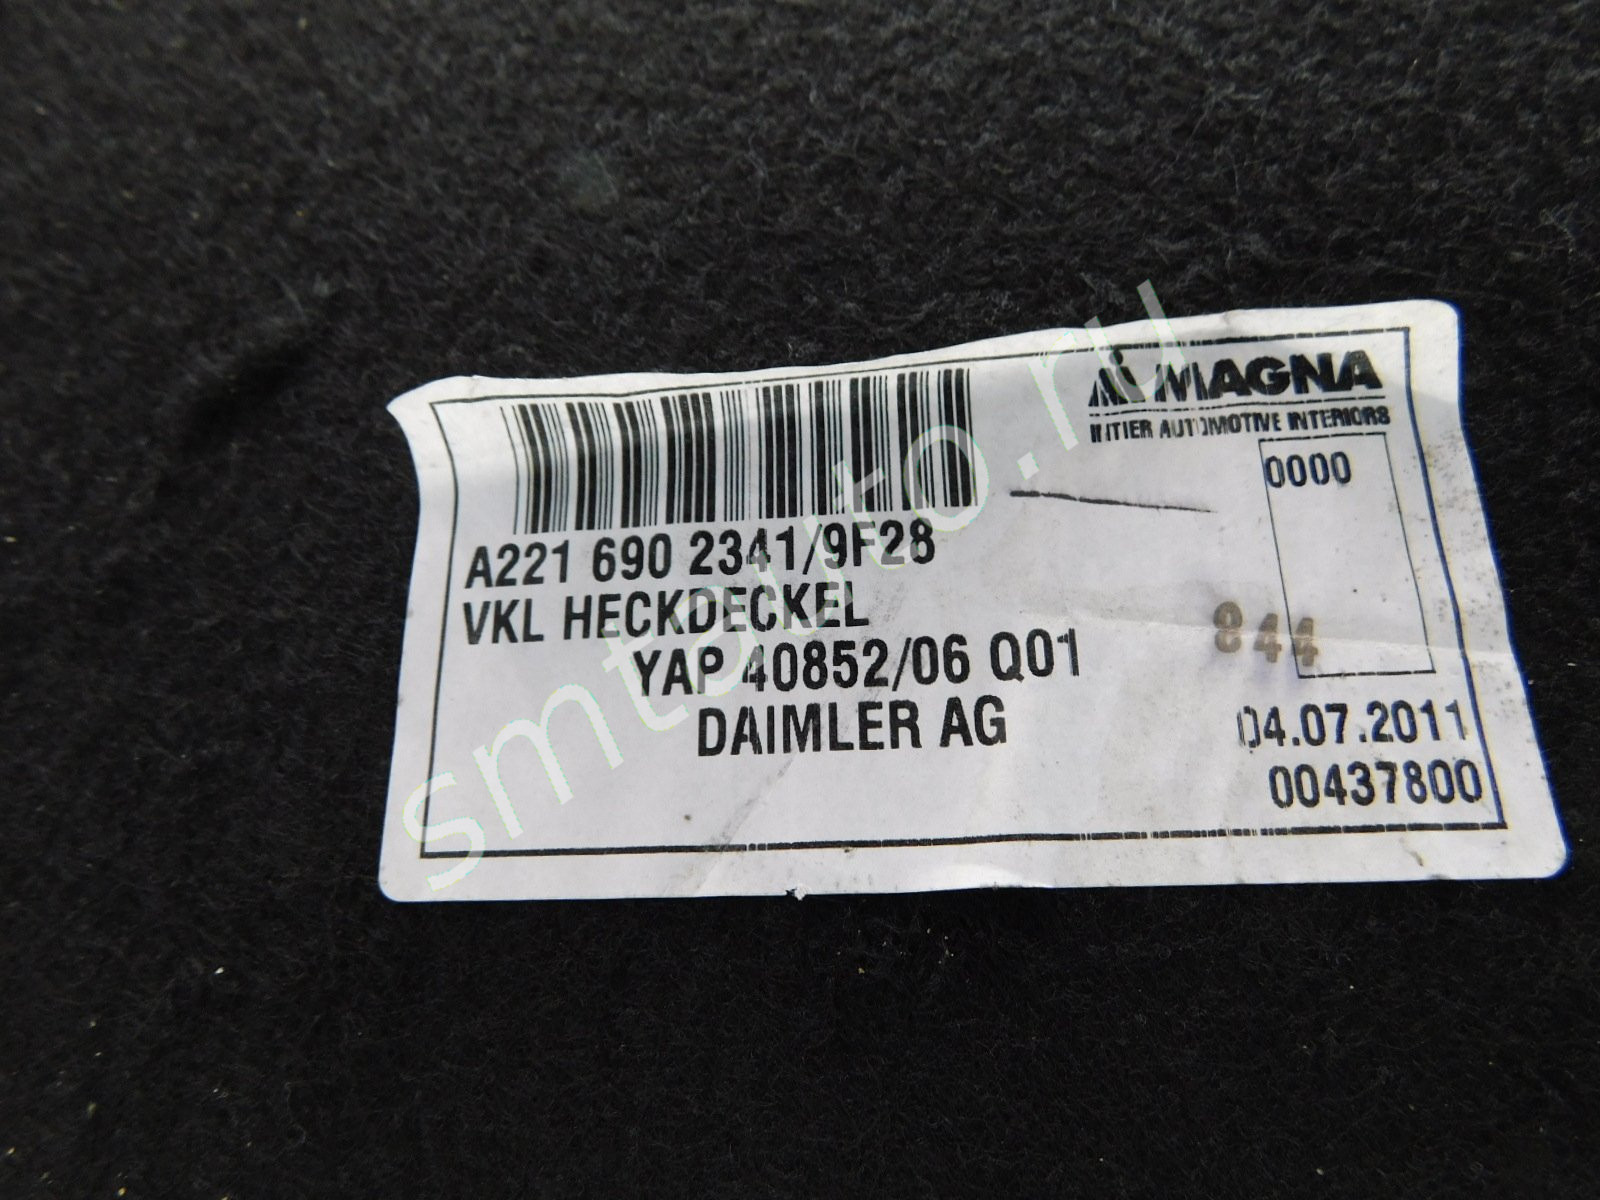 MAGNA
INTIER AUTOMOTIVE INTERIORS
0000
A221 690 2341/9F28
VKL HECKDECKEL
YAP 40852/06 Q01
844
DAIMLER AG
04.07.2011
00437800
smtauto.ru